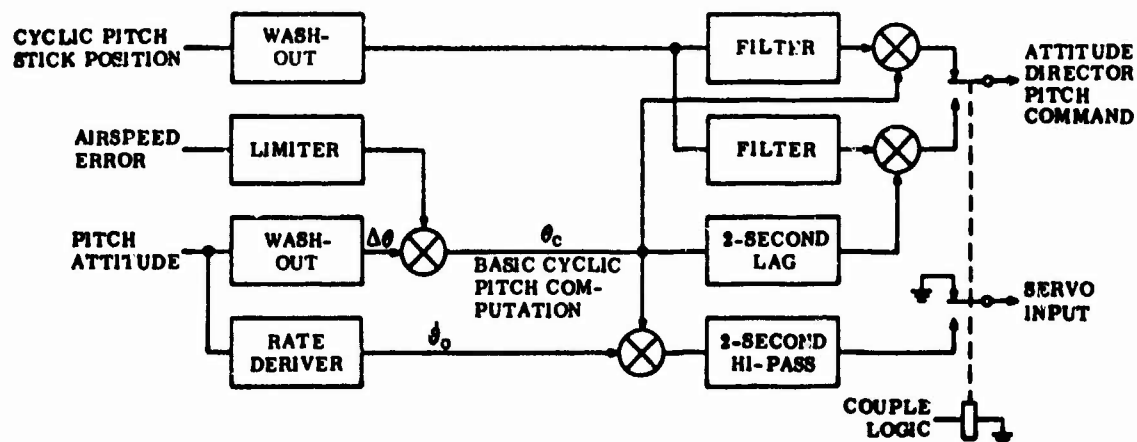 CYCLIC PITCH
STICK POSITION
WASH-
OUT
FILTER
ATTITUDE
DIRECTOR
PITCH
COMMAND
AIRSPEED
ERROR
LIMITER
FILTER
PITCH
ATTITUDE
WASH-
OUT
Δθ
θc
BASIC CYCLIC
PITCH COM-
PUTATION
2-SECOND
LAG
SERVO
INPUT
RATE
DERIVER
θ̇o
2-SECOND
HI-PASS
COUPLE
LOGIC